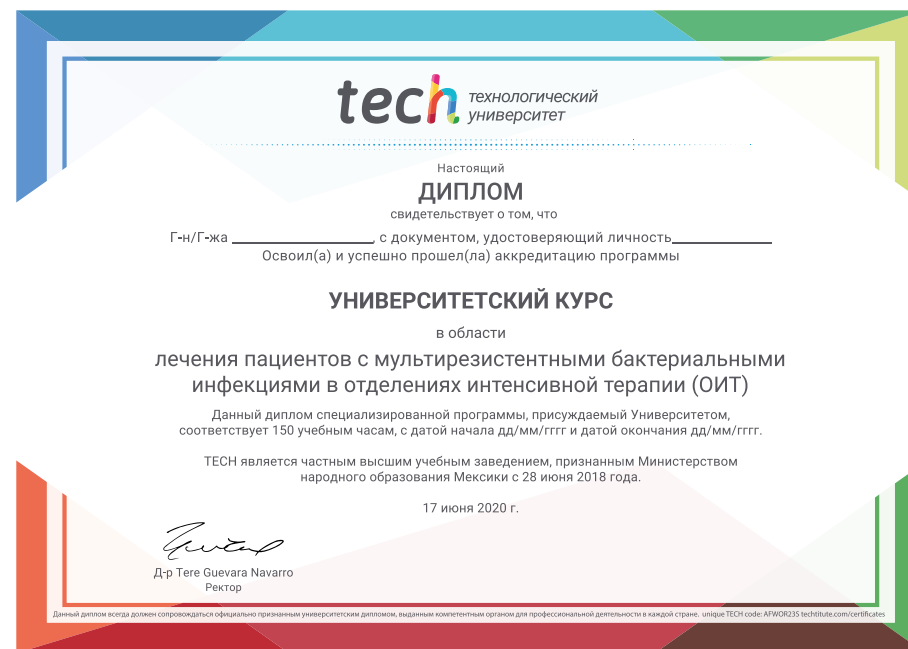 tech технологический
университет
Настоящий
ДИПЛОМ
свидетельствует о том, что
Г-н/Г-жа ____________________, с документом, удостоверяющий личность______________
Освоил(а) и успешно прошел(ла) аккредитацию программы
УНИВЕРСИТЕТСКИЙ КУРС
в области
лечения пациентов с мультирезистентными бактериальными
инфекциями в отделениях интенсивной терапии (ОИТ)
Данный диплом специализированной программы, присуждаемый Университетом,
соответствует 150 учебным часам, с датой начала дд/мм/гггг и датой окончания дд/мм/гггг.
TECH является частным высшим учебным заведением, признанным Министерством
народного образования Мексики с 28 июня 2018 года.
17 июня 2020 г.
Д-р Tere Guevara Navarro
Ректор
Данный диплом всегда должен сопровождаться официально признанным университетским дипломом, выданным компетентным органом для профессиональной деятельности в каждой стране. unique TECH code: AFWOR23S techtitute.com/certificates